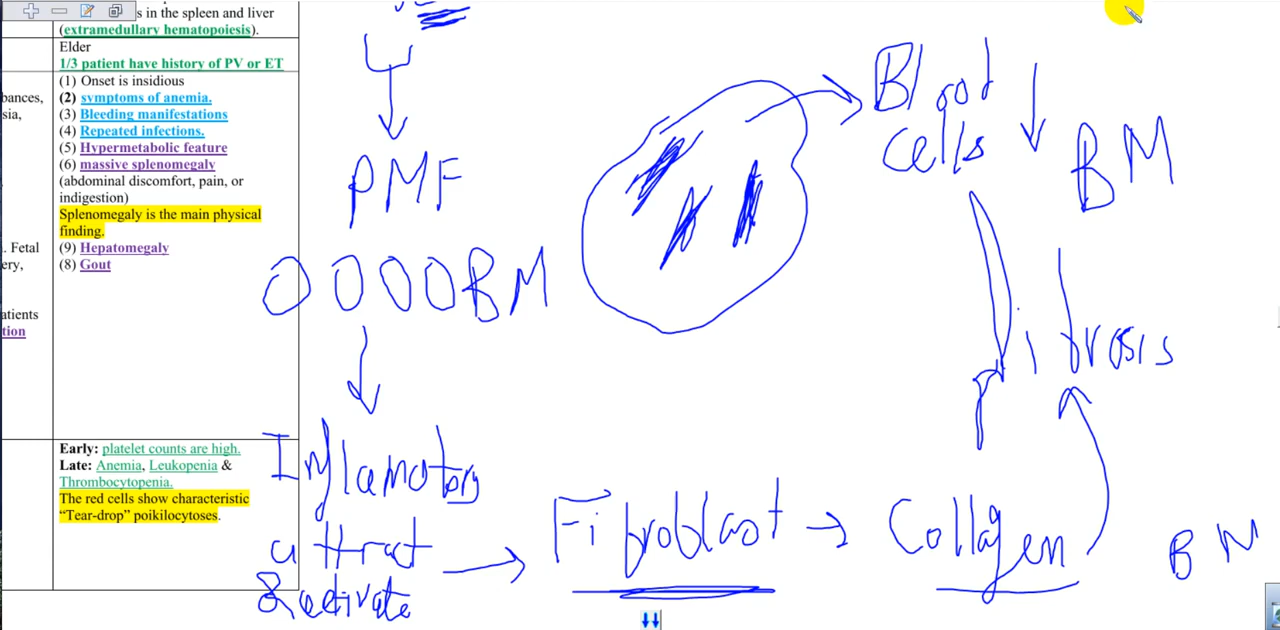 s in the spleen and liver
(extramedullary hematopoiesis).
Elder
1/3 patient have history of PV or ET
(1) Onset is insidious
bances,
(2) symptoms of anemia.
sia,
(3) Bleeding manifestations
(4) Repeated infections.
(5) Hypermetabolic feature
(6) massive splenomegaly
(abdominal discomfort, pain, or
indigestion)
Splenomegaly is the main physical
finding.
. Fetal
(9) Hepatomegaly
ery,
(8) Gout
atients
tion
Early: platelet counts are high.
Late: Anemia, Leukopenia &
Thrombocytopenia.
The red cells show characteristic
“Tear-drop” poikilocytoses.
PMF
BM
Inflamotory
attract
& activate
Fibroblast
Collagen
Blood
cells
BM
Fibrosis
BM